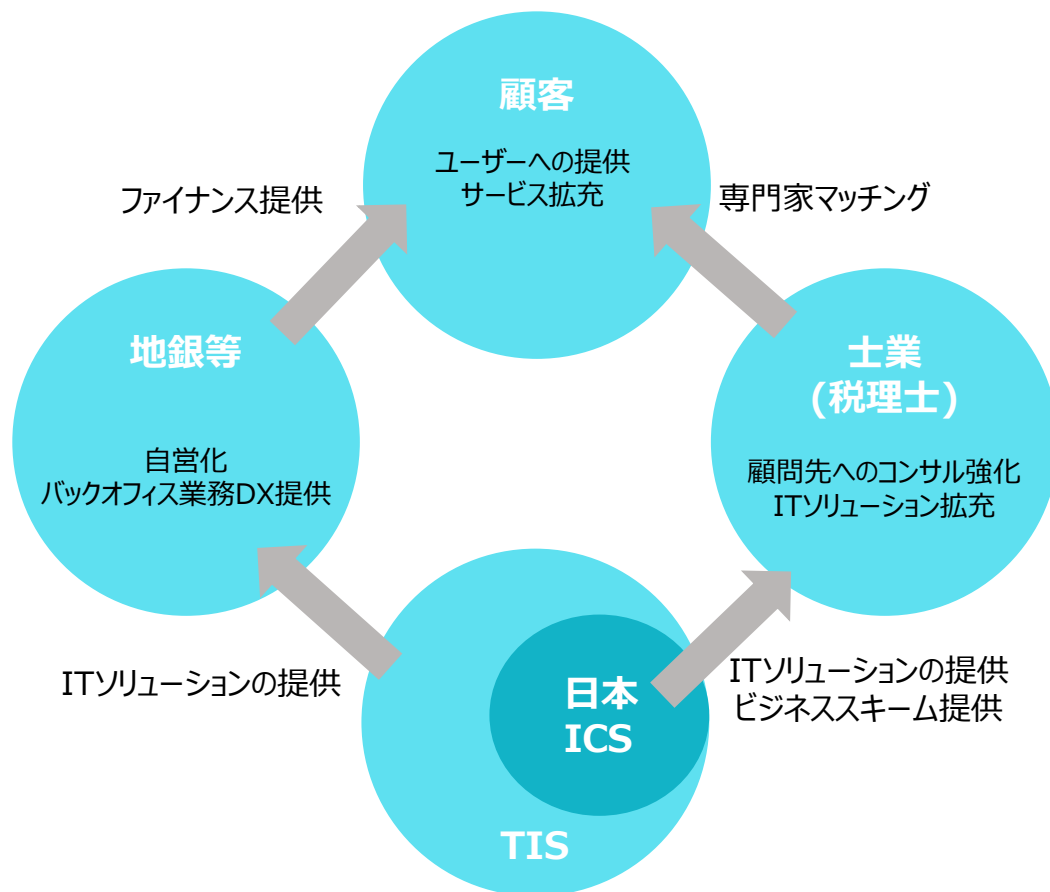 顧客
ユーザーへの提供
サービス拡充
ファイナンス提供
専門家マッチング
地銀等
自営化
バックオフィス業務DX提供
士業
(税理士)
顧問先へのコンサル強化
ITソリューション拡充
ITソリューションの提供
日本
ICS
TIS
ITソリューションの提供
ビジネススキーム提供